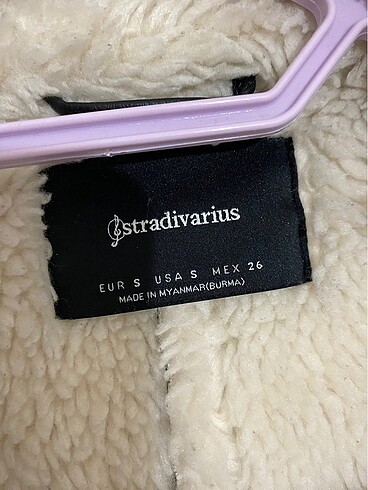 stradivarius
EUR S USA S MEX 26
MADE IN MYANMAR(BURMA)